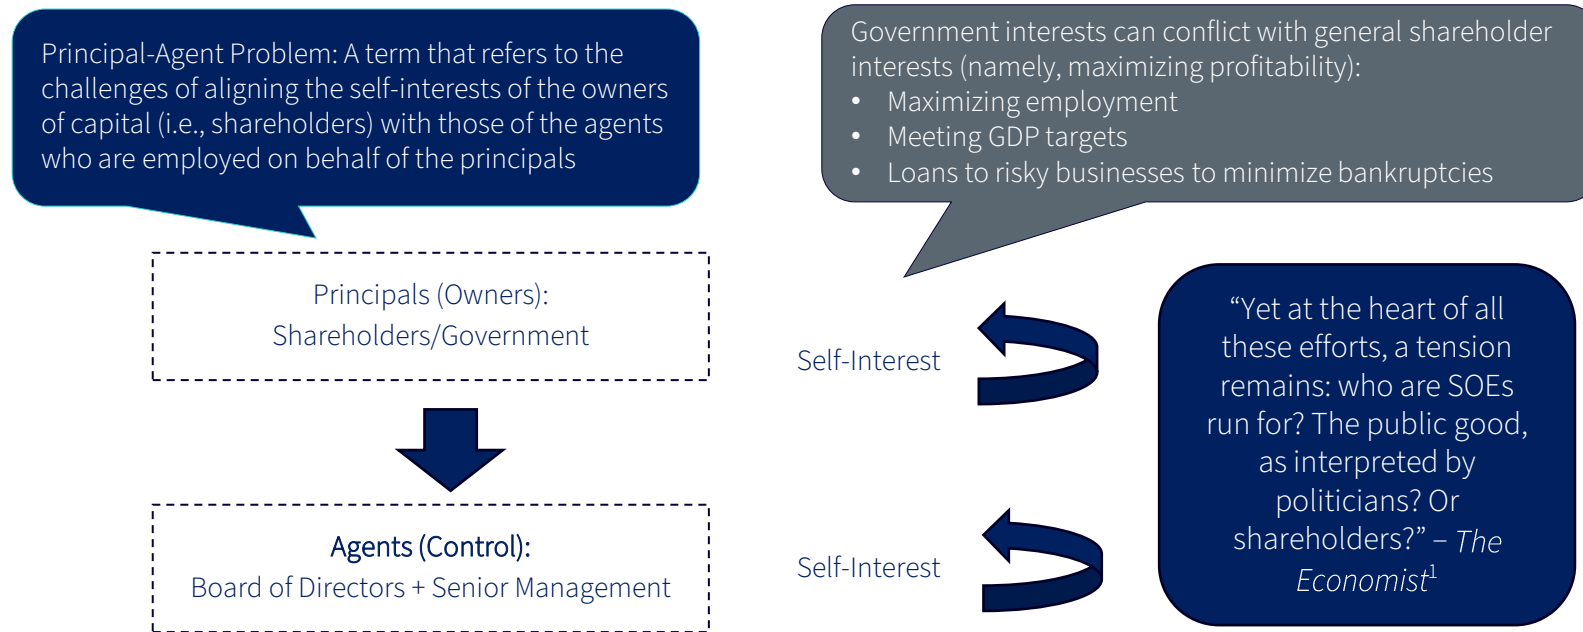 Principal-Agent Problem: A term that refers to the
challenges of aligning the self-interests of the owners
of capital (i.e., shareholders) with those of the agents
who are employed on behalf of the principals
Government interests can conflict with general shareholder
interests (namely, maximizing profitability):
• Maximizing employment
• Meeting GDP targets
• Loans to risky businesses to minimize bankruptcies
Principals (Owners):
Shareholders/Government
Self-Interest
“Yet at the heart of all
these efforts, a tension
remains: who are SOEs
run for? The public good,
as interpreted by
politicians? Or
shareholders?” – The
Economist¹
Agents (Control):
Board of Directors + Senior Management
Self-Interest